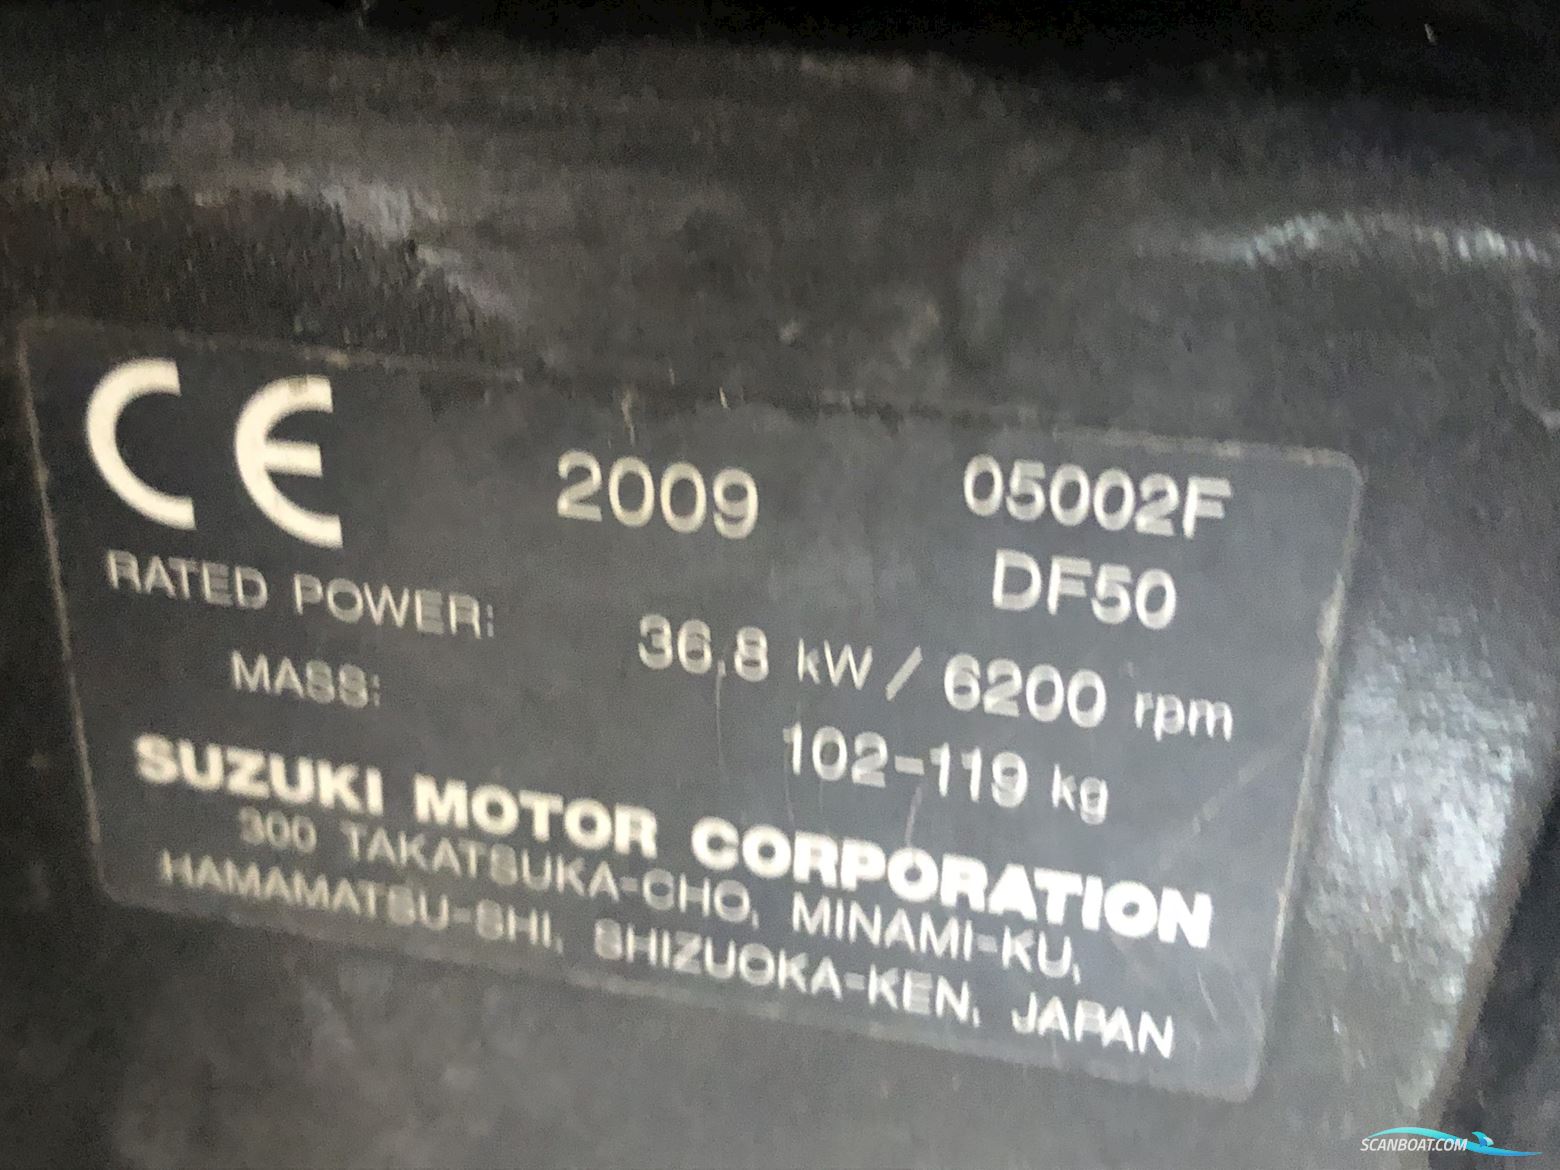 CE 2009 05002F
DF50
RATED POWER: 36,8 kW / 6200 rpm
MASS: 102-119 kg
SUZUKI MOTOR CORPORATION
300 TAKATSUKA-CHO, MINAMI-KU,
HAMAMATSU-SHI, SHIZUOKA-KEN, JAPAN
SCANBOAT.COM